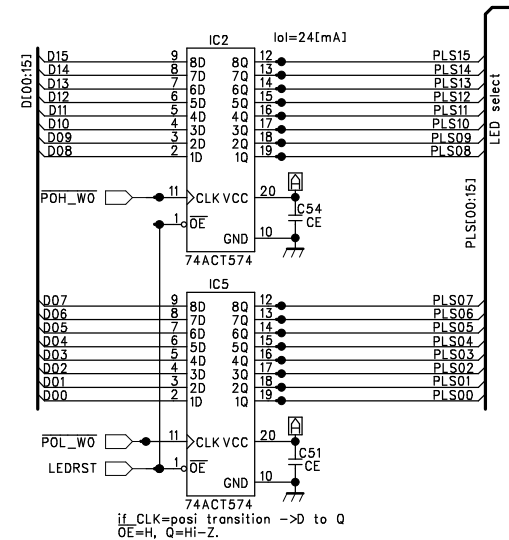 IC2 Iol=24[mA]
D[00:15]
D15 9 8D 8Q 12 PLS15
D14 8 7D 7Q 13 PLS14
D13 7 6D 6Q 14 PLS13
D12 6 5D 5Q 15 PLS12
D11 5 4D 4Q 16 PLS11
D10 4 3D 3Q 17 PLS10
D09 3 2D 2Q 18 PLS09
D08 2 1D 1Q 19 PLS08
LED select
PLS[00:15]
POH_WO 11 CLK VCC 20 A
1 OE C54
CE
GND 10
74ACT574
IC5
D07 9 8D 8Q 12 PLS07
D06 8 7D 7Q 13 PLS06
D05 7 6D 6Q 14 PLS05
D04 6 5D 5Q 15 PLS04
D03 5 4D 4Q 16 PLS03
D02 4 3D 3Q 17 PLS02
D01 3 2D 2Q 18 PLS01
D00 2 1D 1Q 19 PLS00
POL_WO 11 CLK VCC 20 A
LEDRST 1 OE C51
CE
GND 10
74ACT574
if CLK=posi transition ->D to Q
OE=H, Q=Hi-Z.